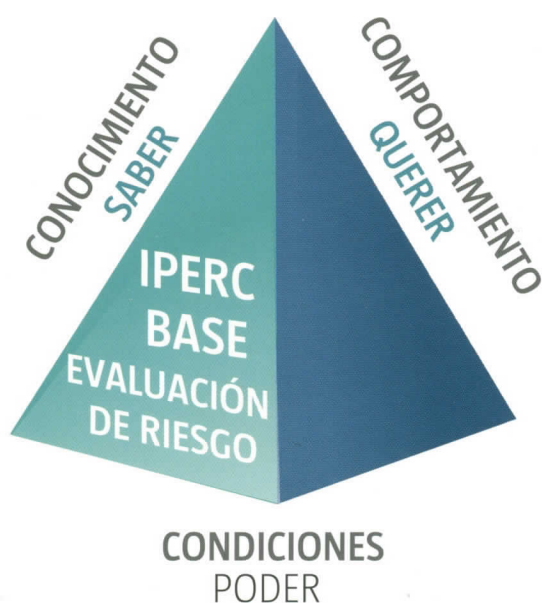 CONOCIMIENTO
SABER
COMPORTAMIENTO
QUERER
IPERC
BASE
EVALUACIÓN
DE RIESGO
CONDICIONES
PODER